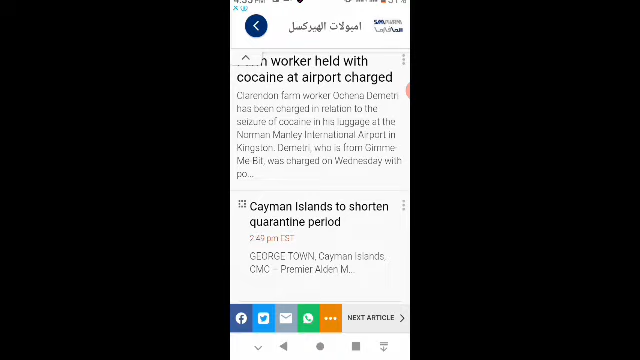 امبولات الهيركسل
Farm worker held with
cocaine at airport charged
Clarendon farm worker Ochena Demetri
has been charged in relation to the
seizure of cocaine in his luggage at the
Norman Manley International Airport in
Kingston. Demetri, who is from Gimme-
Me-Bit, was charged on Wednesday with
po...
Cayman Islands to shorten
quarantine period
2:49 pm EST
GEORGE TOWN, Cayman Islands,
CMC – Premier Alden M...
NEXT ARTICLE